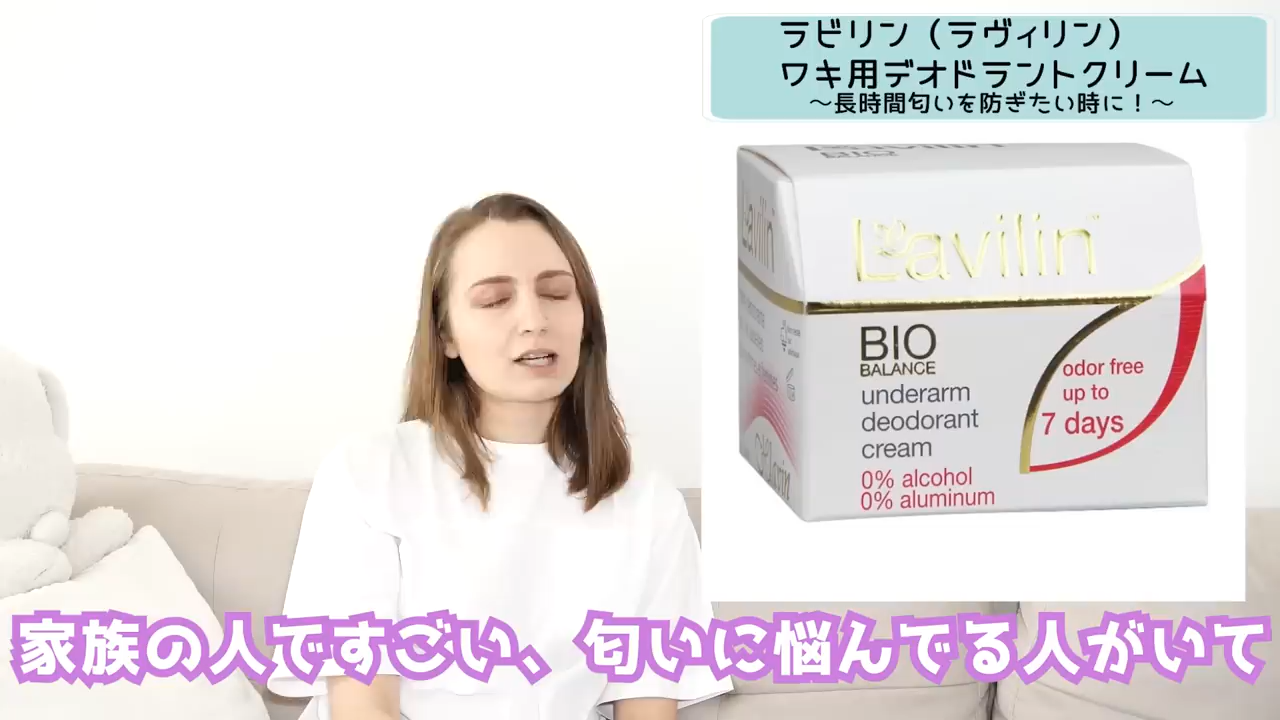 ラビリン（ラヴィリン）
ワキ用デオドラントクリーム
〜長時間匂いを防ぎたい時に！〜
BIO
Lavilin
BIO
BALANCE
underarm
deodorant
cream
0% alcohol
0% aluminum
odor free
up to
7 days
家族の人ですごい、匂いに悩んでる人がいて